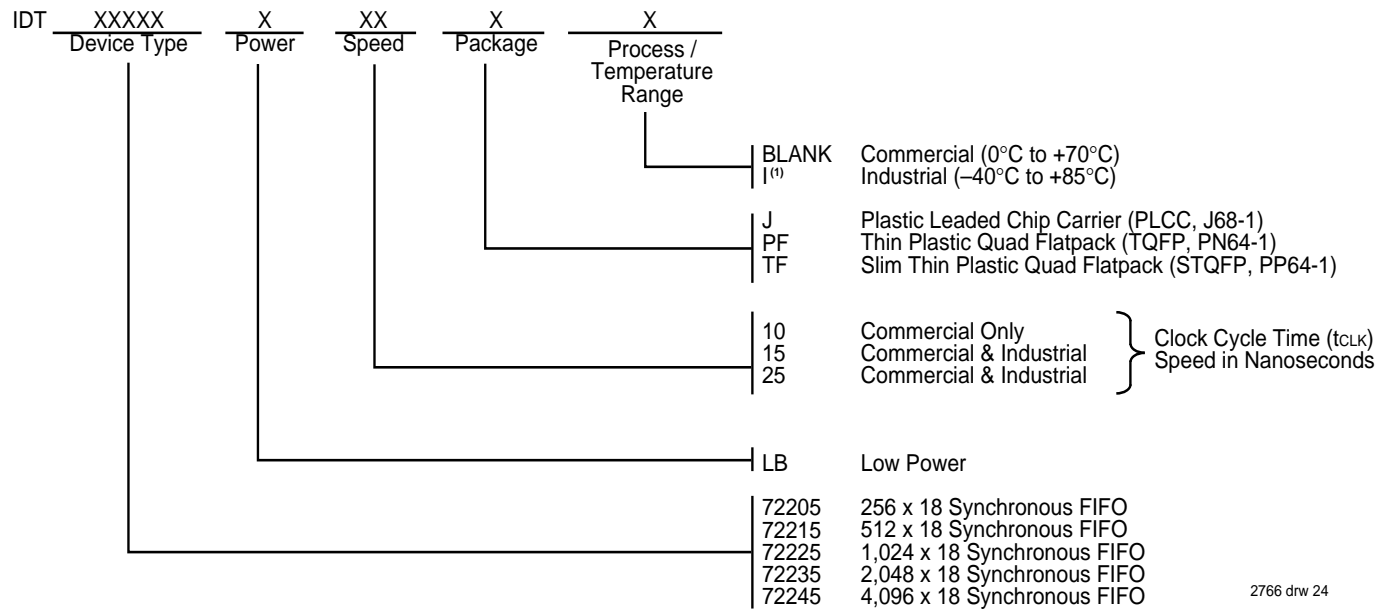 IDT XXXXX X XX X X
Device Type Power Speed Package Process /
Temperature
Range
BLANK Commercial (0°C to +70°C)
I(1) Industrial (–40°C to +85°C)
J Plastic Leaded Chip Carrier (PLCC, J68-1)
PF Thin Plastic Quad Flatpack (TQFP, PN64-1)
TF Slim Thin Plastic Quad Flatpack (STQFP, PP64-1)
10 Commercial Only
15 Commercial & Industrial
25 Commercial & Industrial
Clock Cycle Time (tCLK)
Speed in Nanoseconds
LB Low Power
72205 256 x 18 Synchronous FIFO
72215 512 x 18 Synchronous FIFO
72225 1,024 x 18 Synchronous FIFO
72235 2,048 x 18 Synchronous FIFO
72245 4,096 x 18 Synchronous FIFO
2766 drw 24